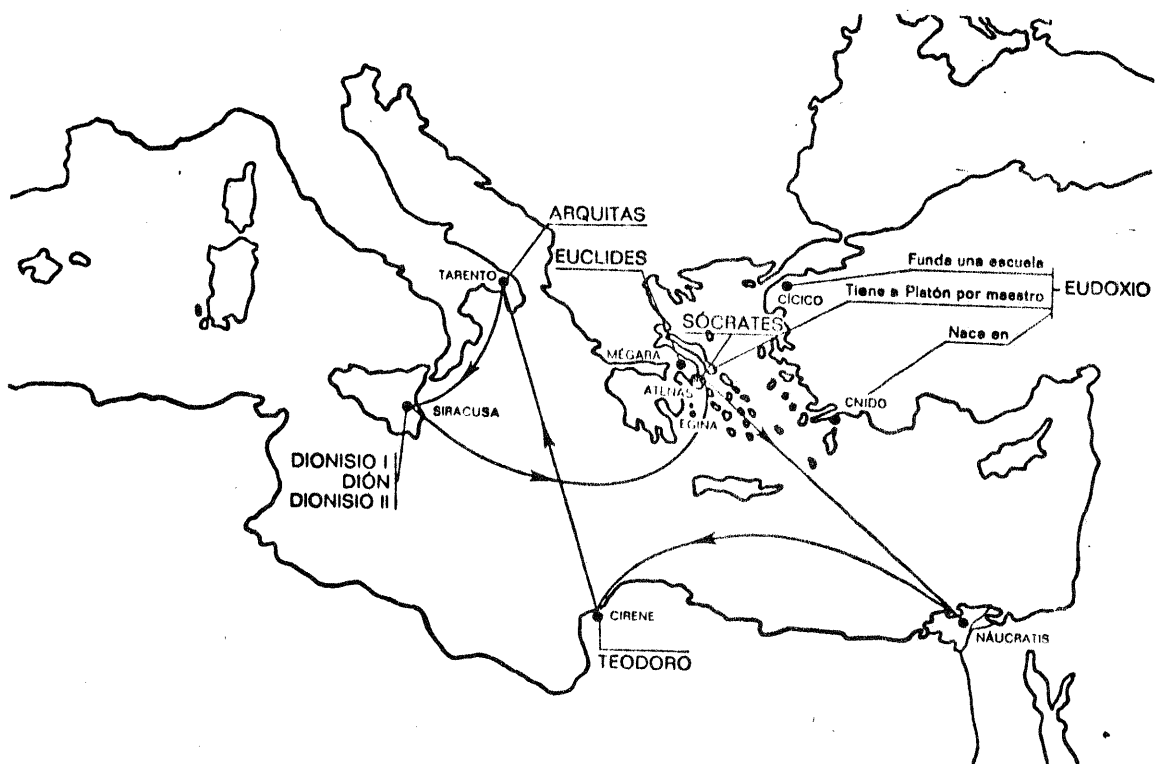 ARQUITAS
EUCLIDES
TARENTO
Funda una escuela
CÍCICO
Tiene a Platón por maestro
EUDOXIO
SÓCRATES
Nace en
MÉGARA
ATENAS
EGINA
CNIDO
SIRACUSA
DIONISIO I
DIÓN
DIONISIO II
CIRENE
TEODORO
NÁUCRATIS